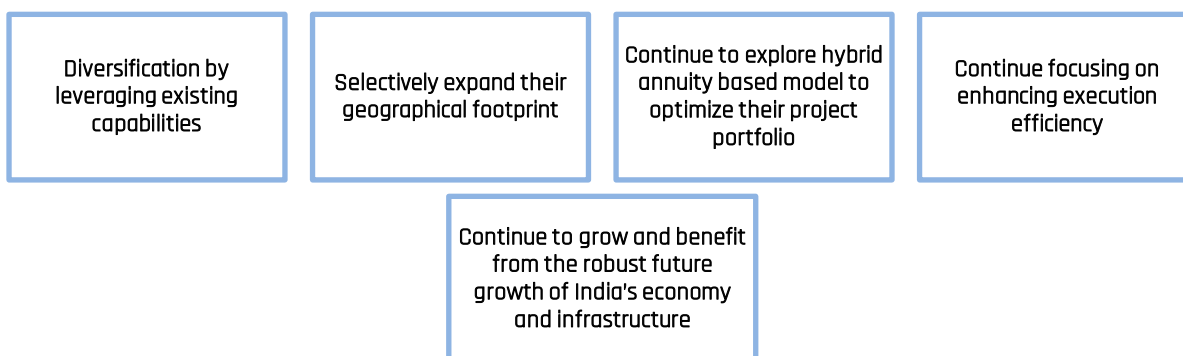 Diversification by
leveraging existing
capabilities
Selectively expand their
geographical footprint
Continue to explore hybrid
annuity based model to
optimize their project
portfolio
Continue focusing on
enhancing execution
efficiency
Continue to grow and benefit
from the robust future
growth of India's economy
and infrastructure